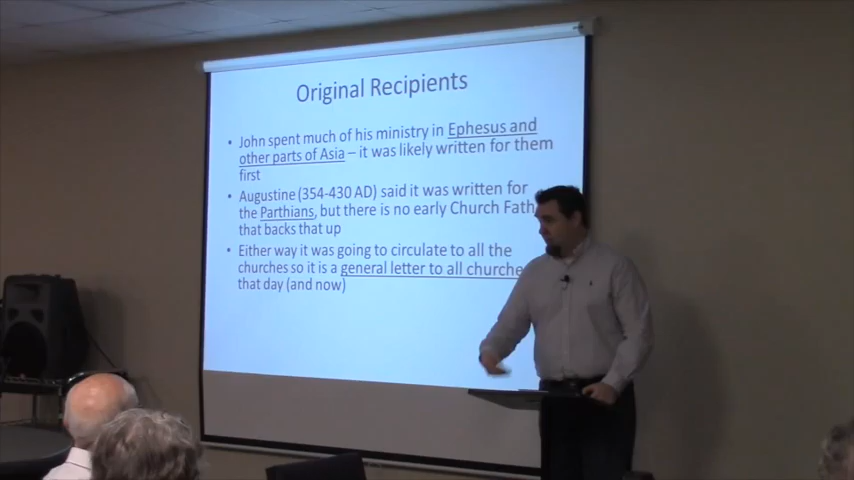 Original Recipients
• John spent much of his ministry in Ephesus and
other parts of Asia – it was likely written for them
first
• Augustine (354-430 AD) said it was written for
the Parthians, but there is no early Church Fath
that backs that up
• Either way it was going to circulate to all the
churches so it is a general letter to all churche
that day (and now)